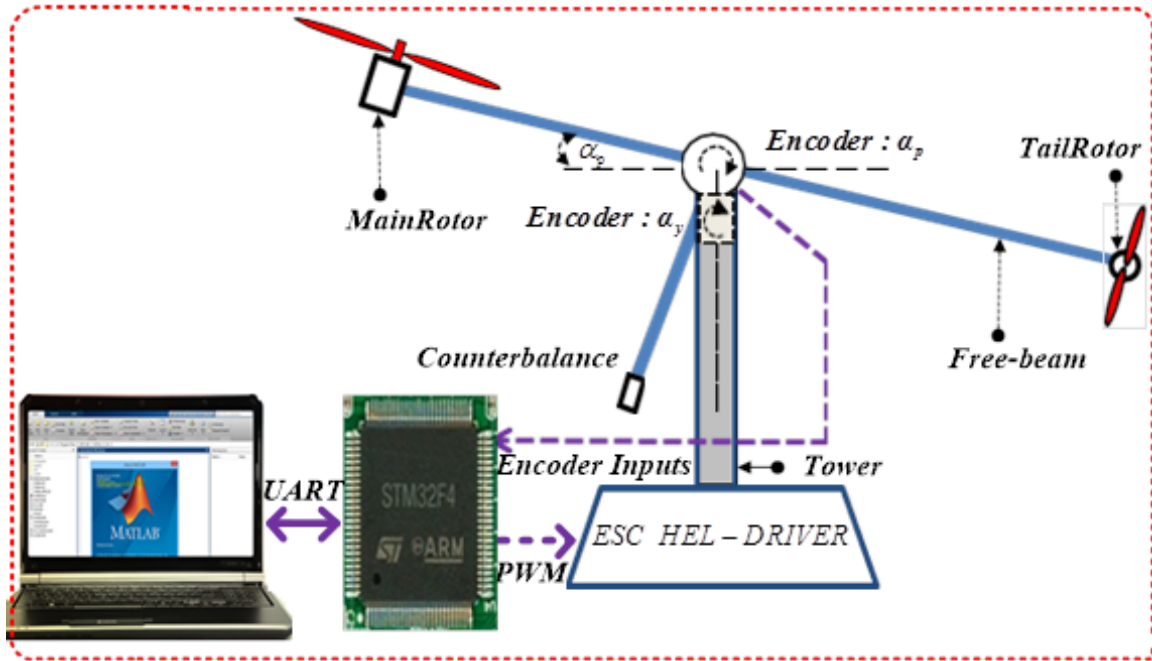 Encoder : αp
TailRotor
αp
MainRotor
Encoder : αy
Counterbalance
Free-beam
Encoder Inputs
Tower
UART
STM32F4
MATLAB
ST ARM
ESC HEL-DRIVER
PWM